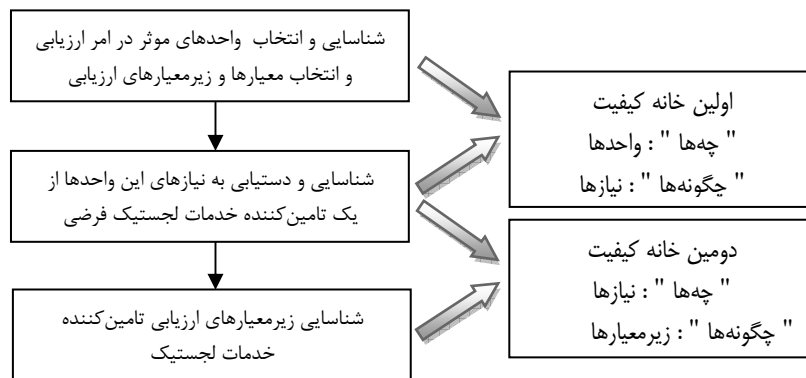 شناسایی و انتخاب واحدهای موثر در امر ارزیابی
و انتخاب معیارها و زیرمعیارهای ارزیابی
شناسایی و دستیابی به نیازهای این واحدها از
یک تامین‌کننده خدمات لجستیک فرضی
شناسایی زیرمعیارهای ارزیابی تامین‌کننده
خدمات لجستیک
اولین خانه کیفیت
" چه‌ها " : واحدها
" چگونه‌ها " : نیازها
دومین خانه کیفیت
" چه‌ها " : نیازها
" چگونه‌ها " : زیرمعیارها